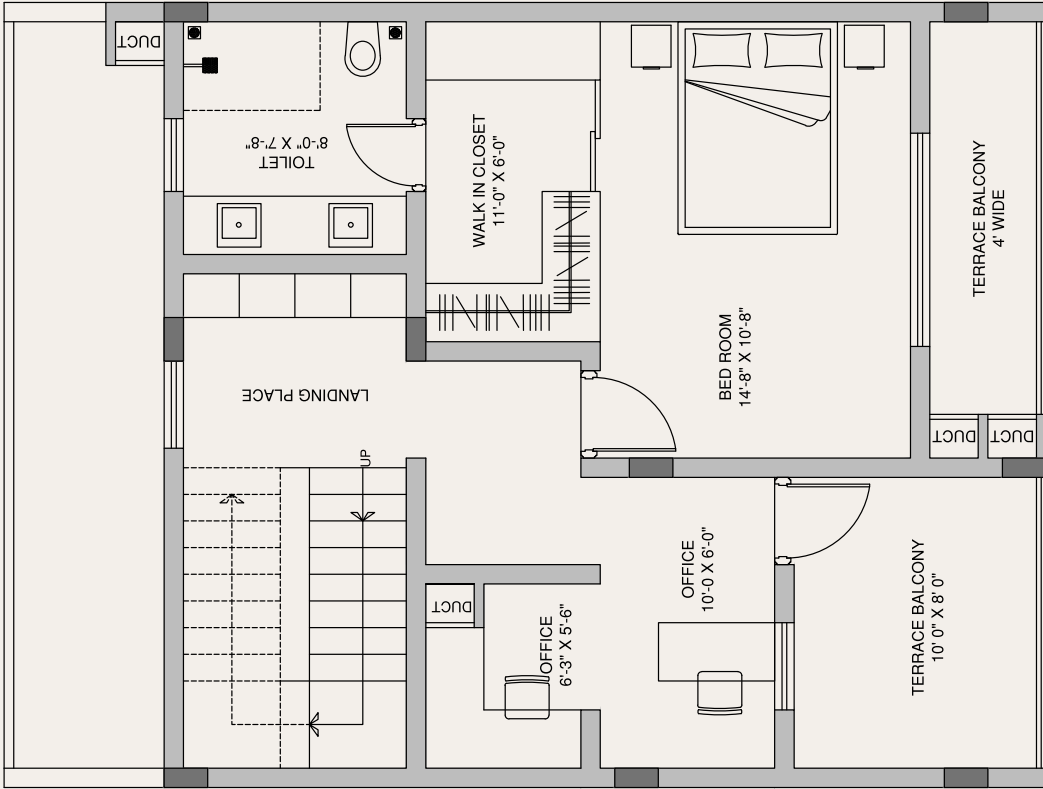 DUCT
TOILET
8'-0" X 7'-8"
WALK IN CLOSET
11'-0" X 6'-0"
TERRACE BALCONY
4' WIDE
BED ROOM
14'-8" X 10'-8"
LANDING PLACE
UP
DUCT
DUCT
DUCT
OFFICE
6'-3" X 5'-6"
OFFICE
10'-0 X 6'-0"
TERRACE BALCONY
10' 0" X 8' 0"